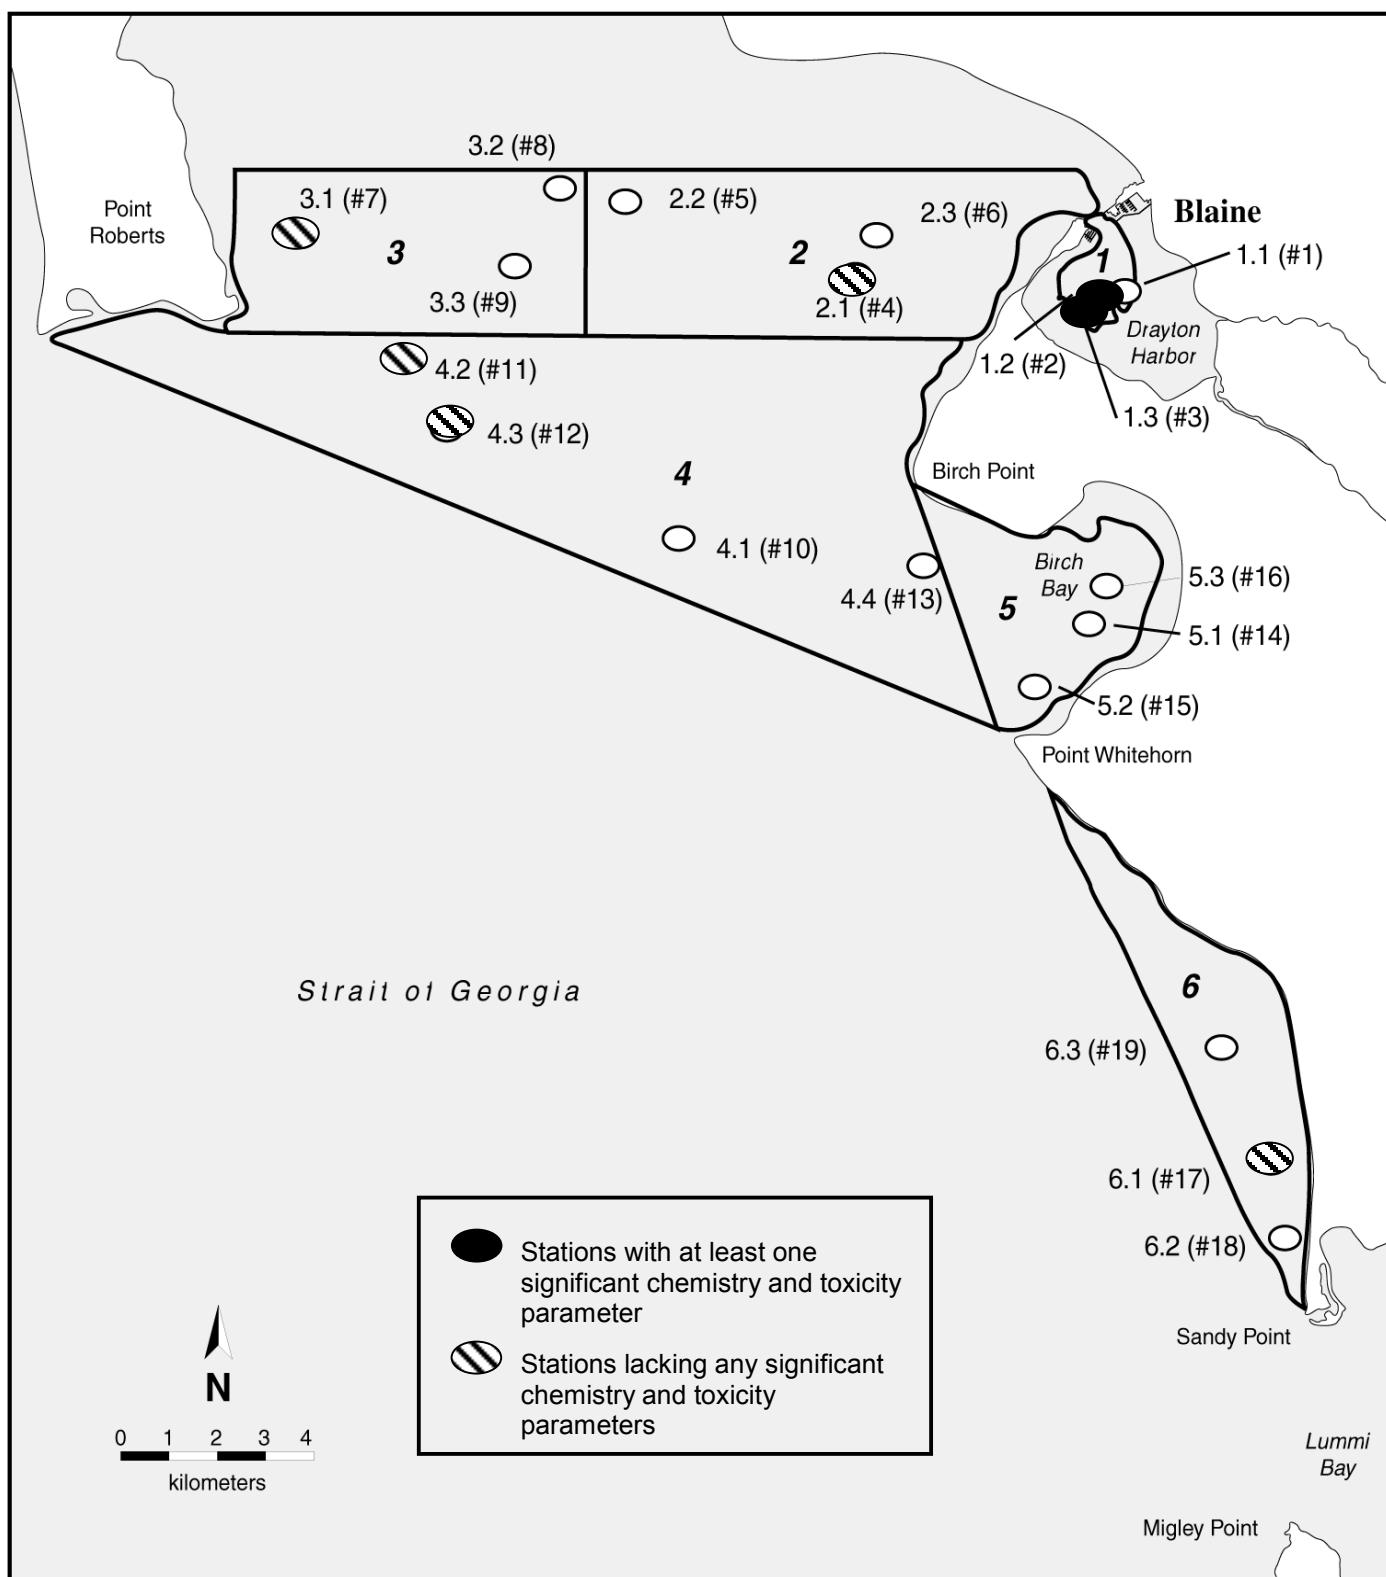 3.2 (#8)
3.1 (#7)
2.2 (#5)
2.3 (#6)
Point
Roberts
Blaine
3
2
1
1.1 (#1)
3.3 (#9)
2.1 (#4)
Drayton
Harbor
1.2 (#2)
4.2 (#11)
1.3 (#3)
4.3 (#12)
4
Birch Point
4.1 (#10)
Birch
Bay
5.3 (#16)
4.4 (#13)
5
5.1 (#14)
5.2 (#15)
Point Whitehorn
Strait of Georgia
6
6.3 (#19)
6.1 (#17)
6.2 (#18)
Stations with at least one
significant chemistry and toxicity
parameter
Stations lacking any significant
chemistry and toxicity
parameters
Sandy Point
N
0 1 2 3 4
kilometers
Lummi
Bay
Migley Point